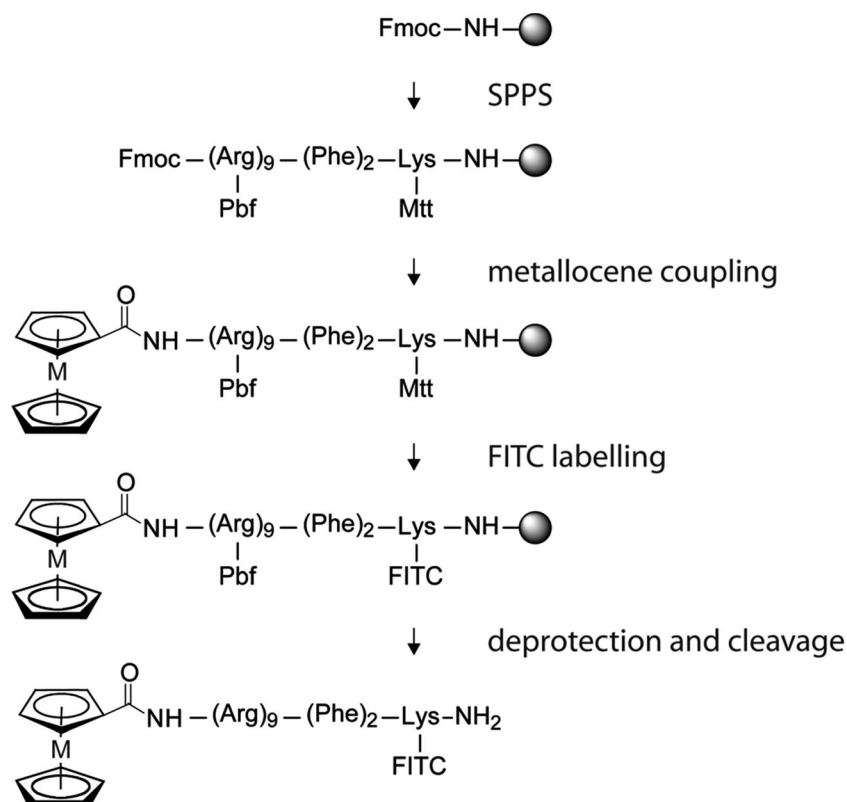 Fmoc–NH–
SPPS
Fmoc–(Arg)9–(Phe)2–Lys–NH–
Pbf Mtt
metallocene coupling
O
NH–(Arg)9–(Phe)2–Lys–NH–
M
Pbf Mtt
FITC labelling
O
NH–(Arg)9–(Phe)2–Lys–NH–
M
Pbf FITC
deprotection and cleavage
O
NH–(Arg)9–(Phe)2–Lys–NH2
M
FITC